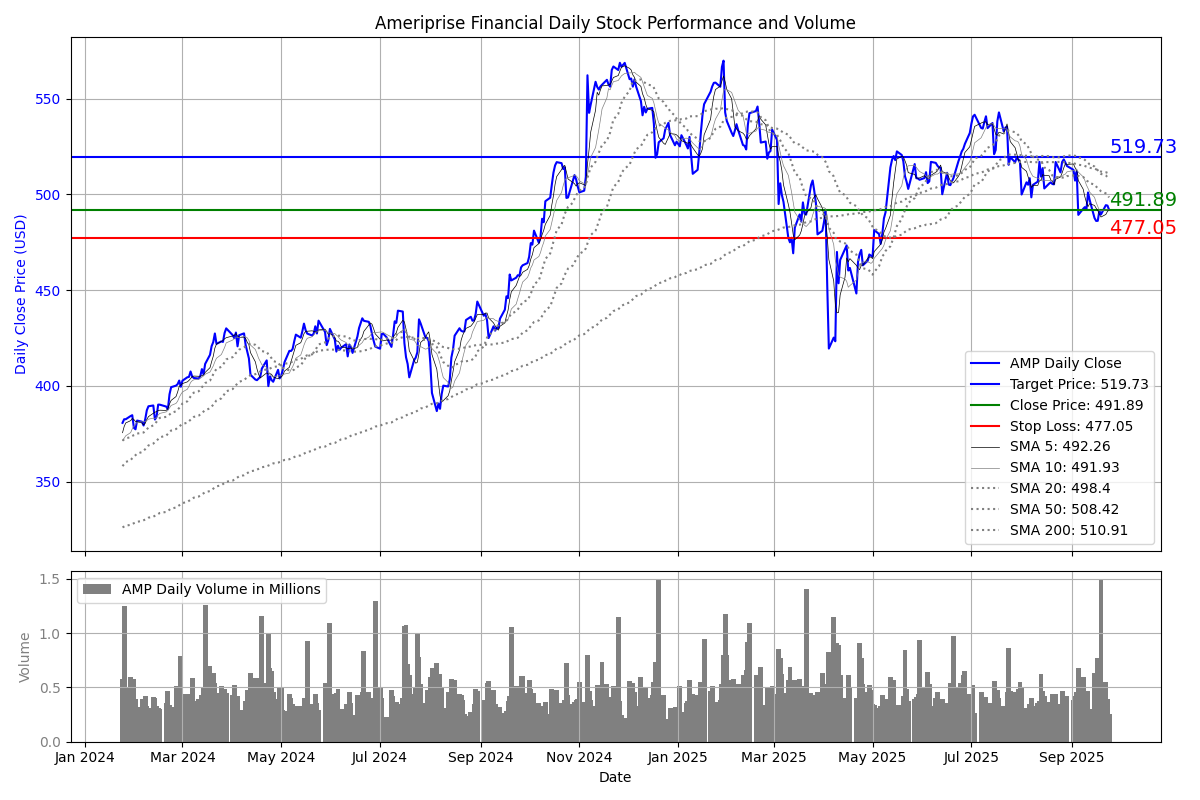 Ameriprise Financial Daily Stock Performance and Volume
Daily Close Price (USD)
550
500
450
400
350
519.73
491.89
477.05
AMP Daily Close
Target Price: 519.73
Close Price: 491.89
Stop Loss: 477.05
SMA 5: 492.26
SMA 10: 491.93
SMA 20: 498.4
SMA 50: 508.42
SMA 200: 510.91
Volume
1.5
1.0
0.5
0.0
AMP Daily Volume in Millions
Jan 2024
Mar 2024
May 2024
Jul 2024
Sep 2024
Nov 2024
Jan 2025
Mar 2025
May 2025
Jul 2025
Sep 2025
Date